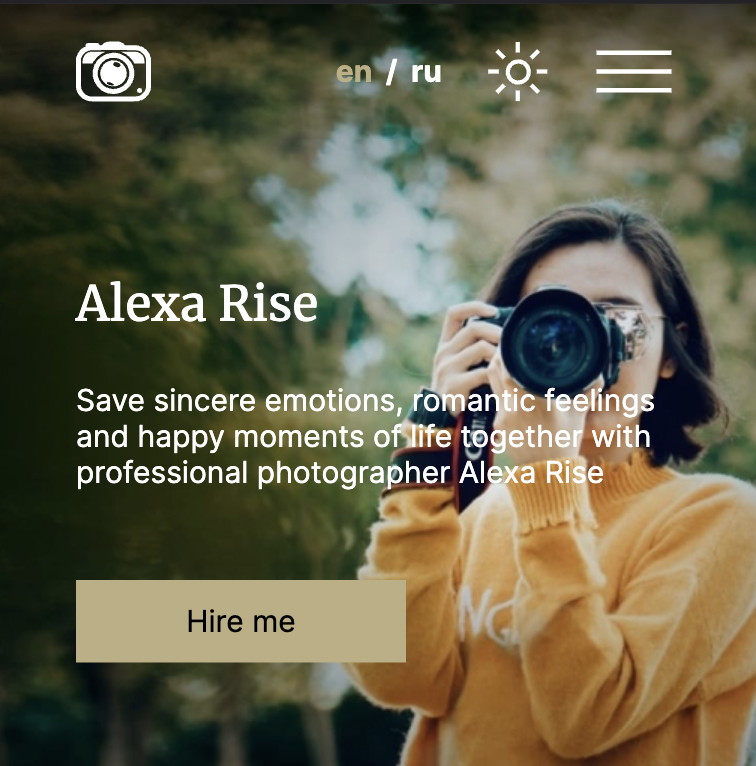 en / ru
Alexa Rise
Save sincere emotions, romantic feelings
and happy moments of life together with
professional photographer Alexa Rise
Hire me